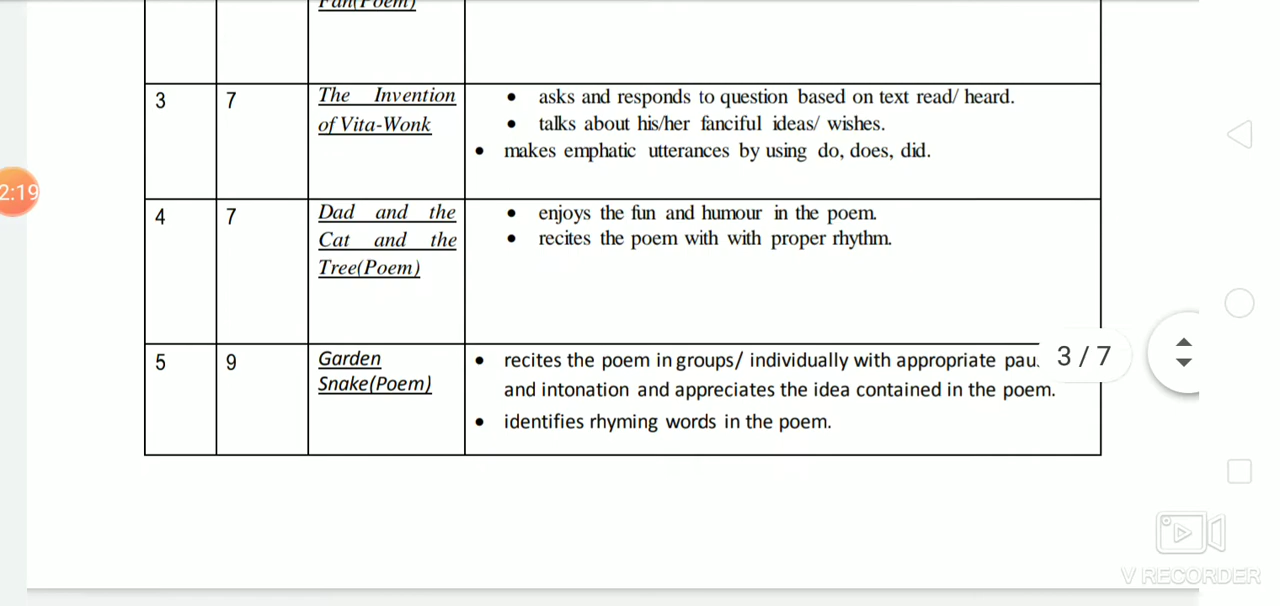 Fan(Poem)
3 7 The Invention of Vita-Wonk
• asks and responds to question based on text read/ heard.
• talks about his/her fanciful ideas/ wishes.
• makes emphatic utterances by using do, does, did.
2:19
4 7 Dad and the Cat and the Tree(Poem)
• enjoys the fun and humour in the poem.
• recites the poem with with proper rhythm.
5 9 Garden Snake(Poem)
• recites the poem in groups/ individually with appropriate pau
and intonation and appreciates the idea contained in the poem.
• identifies rhyming words in the poem.
3 / 7
V RECORDER